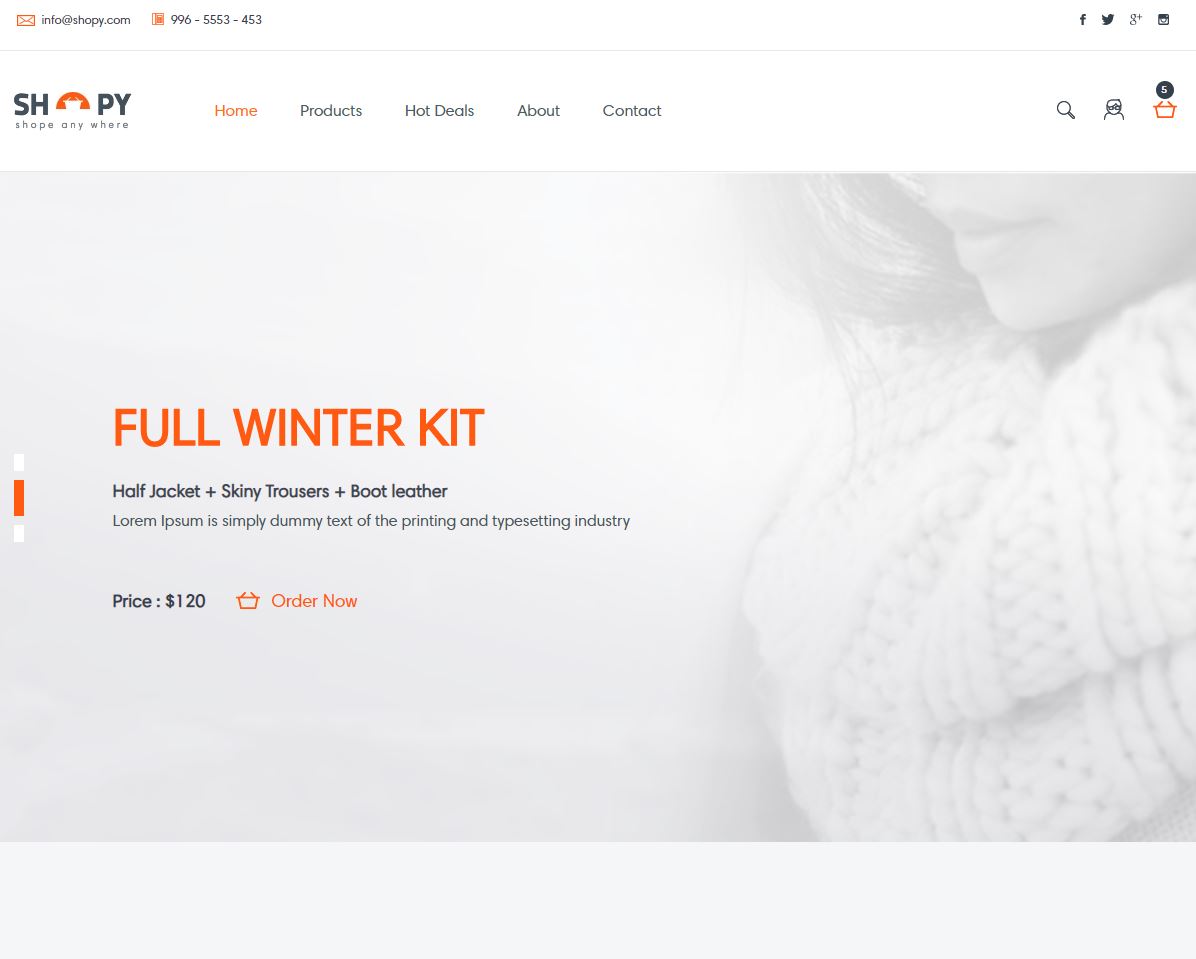 info@shopy.com 996 - 5553 - 453
5
SH PY Home Products Hot Deals About Contact
shope any where
FULL WINTER KIT
Half Jacket + Skiny Trousers + Boot leather
Lorem Ipsum is simply dummy text of the printing and typesetting industry
Price : $120 Order Now